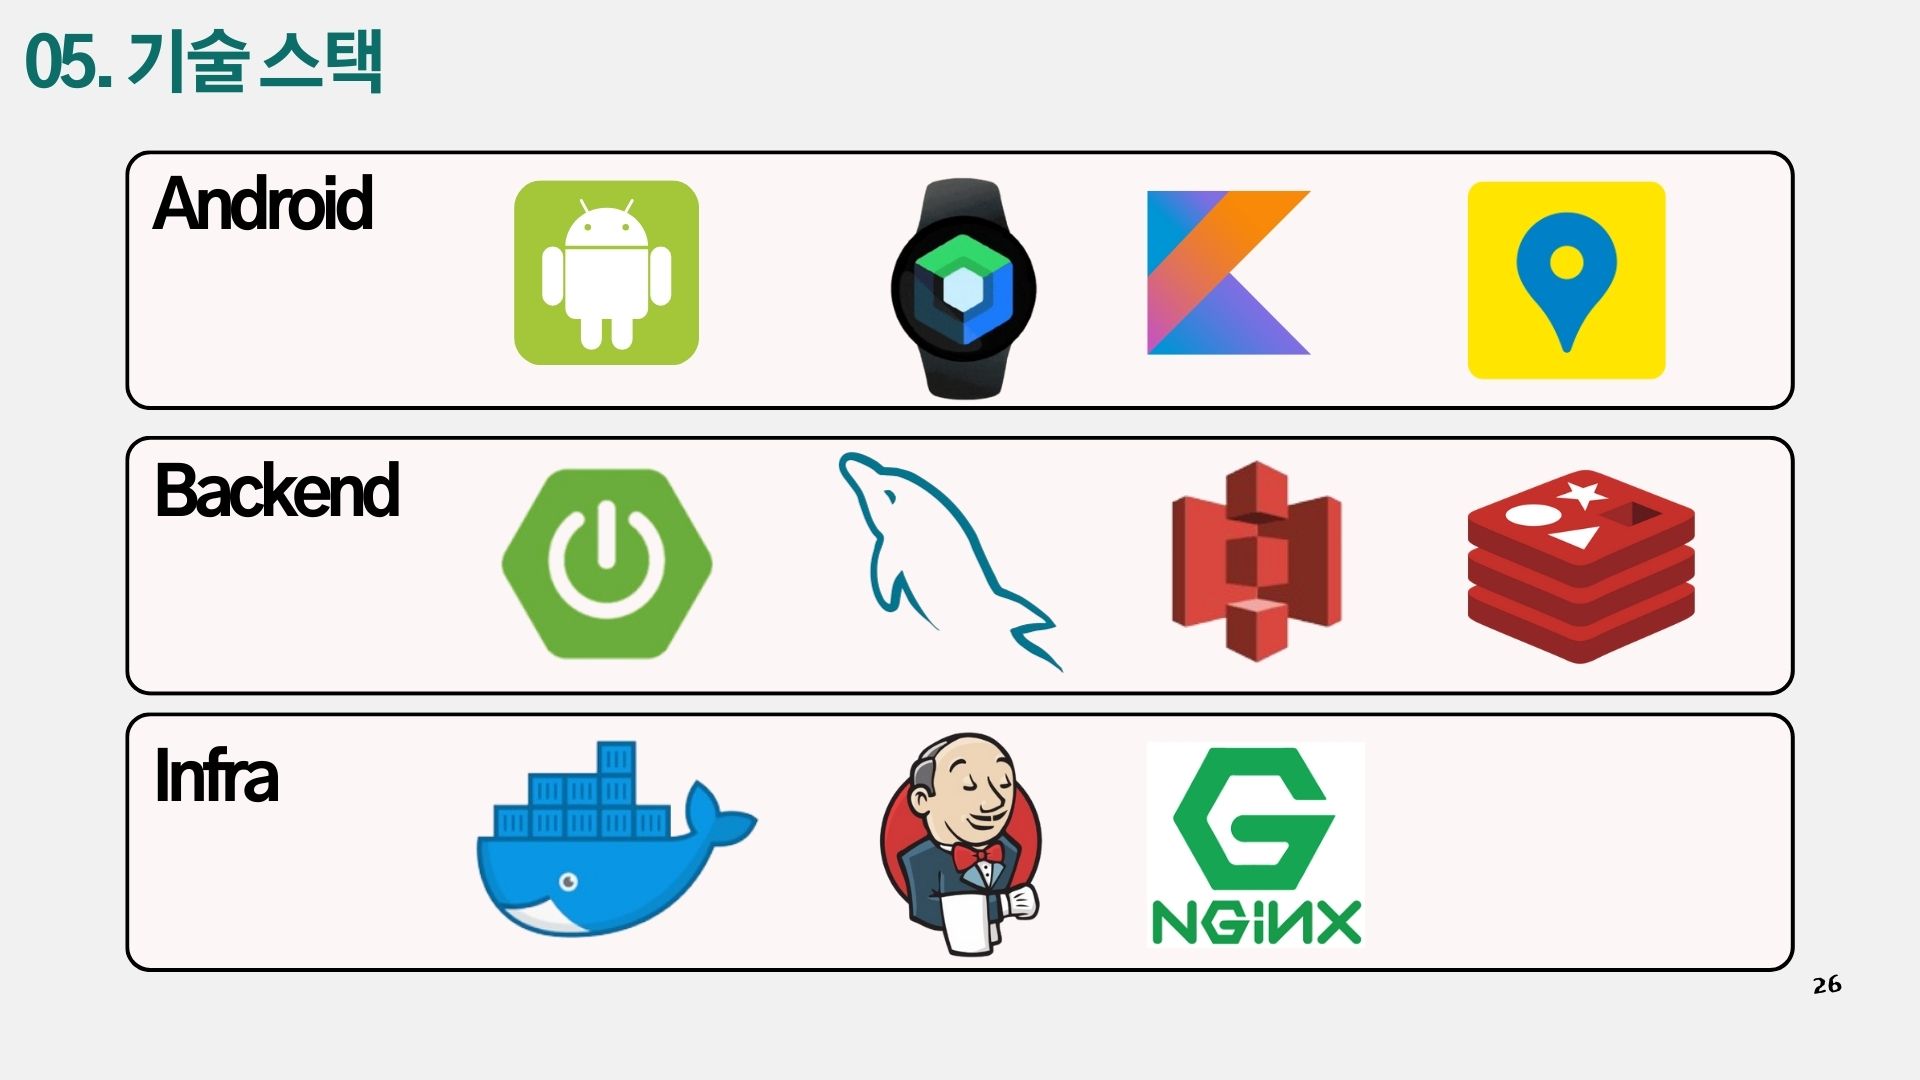 05. 기술 스택
Android
Backend
Infra
NGiNX
26